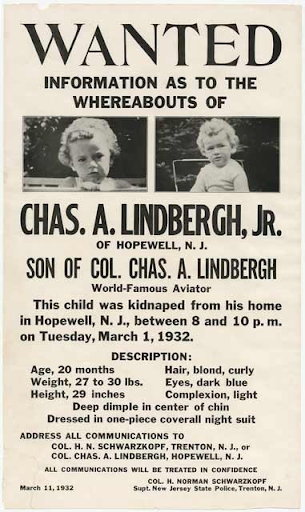 WANTED
INFORMATION AS TO THE
WHEREABOUTS OF
CHAS. A. LINDBERGH, JR.
OF HOPEWELL, N. J.
SON OF COL. CHAS. A. LINDBERGH
World-Famous Aviator
This child was kidnaped from his home
in Hopewell, N. J., between 8 and 10 p. m.
on Tuesday, March 1, 1932.
DESCRIPTION:
Age, 20 months Hair, blond, curly
Weight, 27 to 30 lbs. Eyes, dark blue
Height, 29 inches Complexion, light
Deep dimple in center of chin
Dressed in one-piece coverall night suit
ADDRESS ALL COMMUNICATIONS TO
COL. H. N. SCHWARZKOPF, TRENTON, N. J., or
COL. CHAS. A. LINDBERGH, HOPEWELL, N. J.
ALL COMMUNICATIONS WILL BE TREATED IN CONFIDENCE
COL. H. NORMAN SCHWARZKOPF
March 11, 1932 Supt. New Jersey State Police, Trenton, N. J.